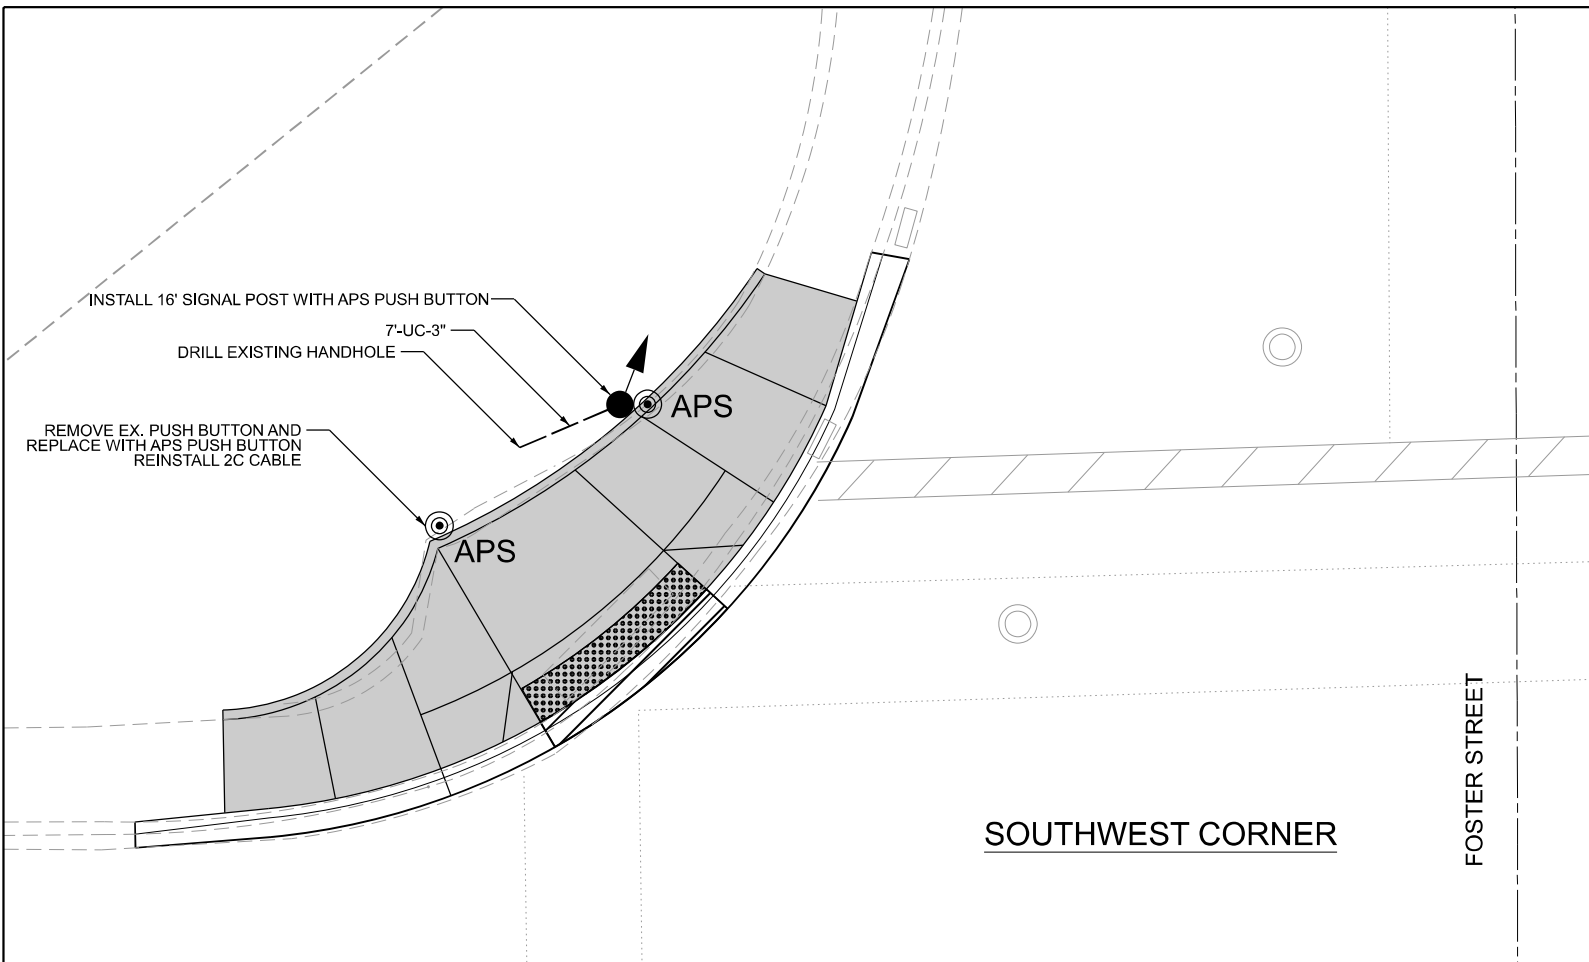 INSTALL 16' SIGNAL POST WITH APS PUSH BUTTON
7'-UC-3"
DRILL EXISTING HANDHOLE
APS
REMOVE EX. PUSH BUTTON AND
REPLACE WITH APS PUSH BUTTON
REINSTALL 2C CABLE
APS
SOUTHWEST CORNER
FOSTER STREET